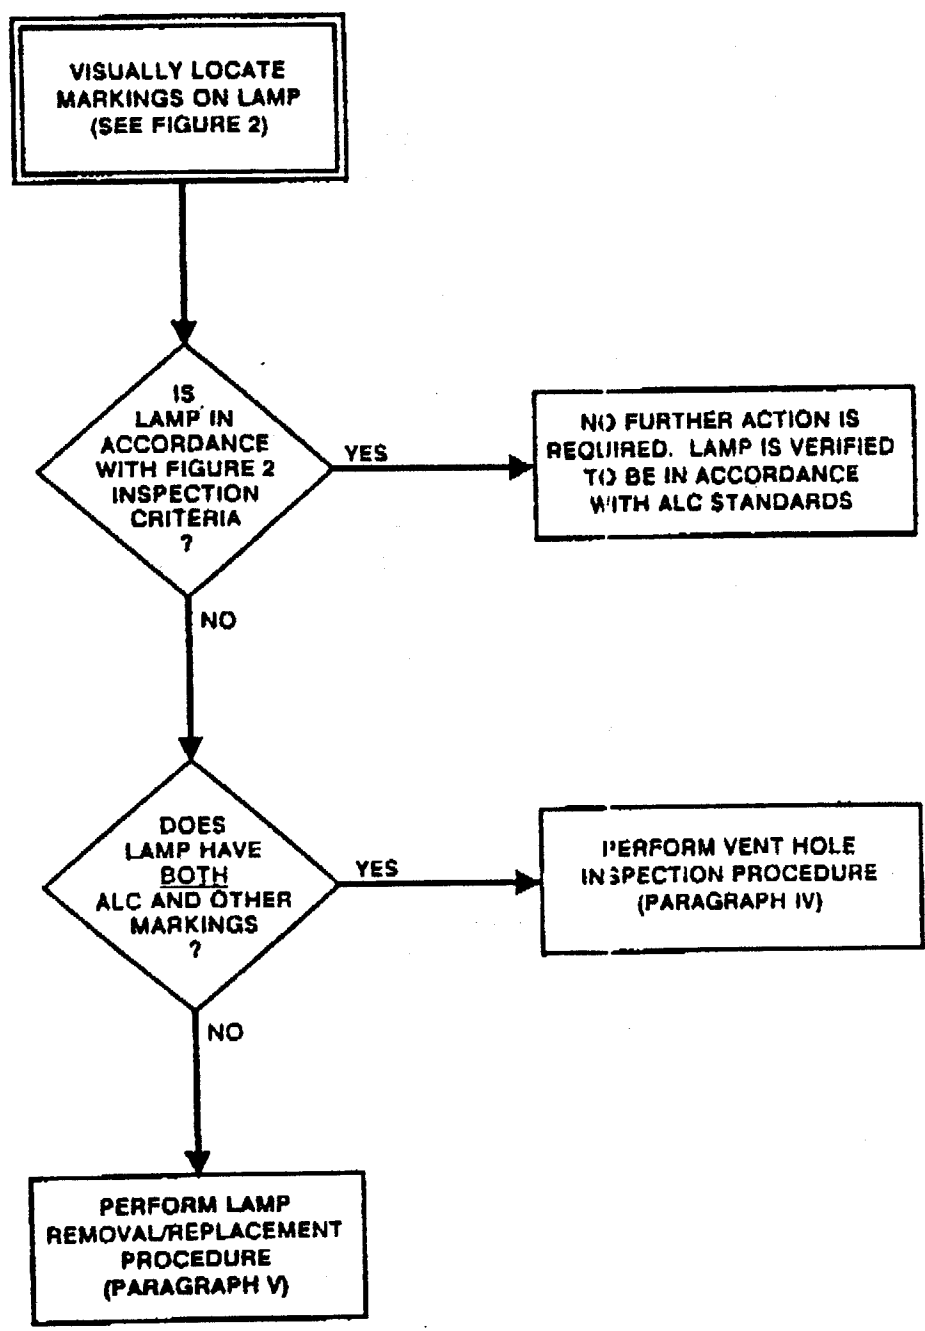 VISUALLY LOCATE
MARKINGS ON LAMP
(SEE FIGURE 2)
IS
LAMP IN
ACCORDANCE
WITH FIGURE 2
INSPECTION
CRITERIA
?
YES
NO FURTHER ACTION IS
REQUIRED. LAMP IS VERIFIED
TO BE IN ACCORDANCE
WITH ALC STANDARDS
NO
DOES
LAMP HAVE
BOTH
ALC AND OTHER
MARKINGS
?
YES
PERFORM VENT HOLE
INSPECTION PROCEDURE
(PARAGRAPH IV)
NO
PERFORM LAMP
REMOVAL/REPLACEMENT
PROCEDURE
(PARAGRAPH V)